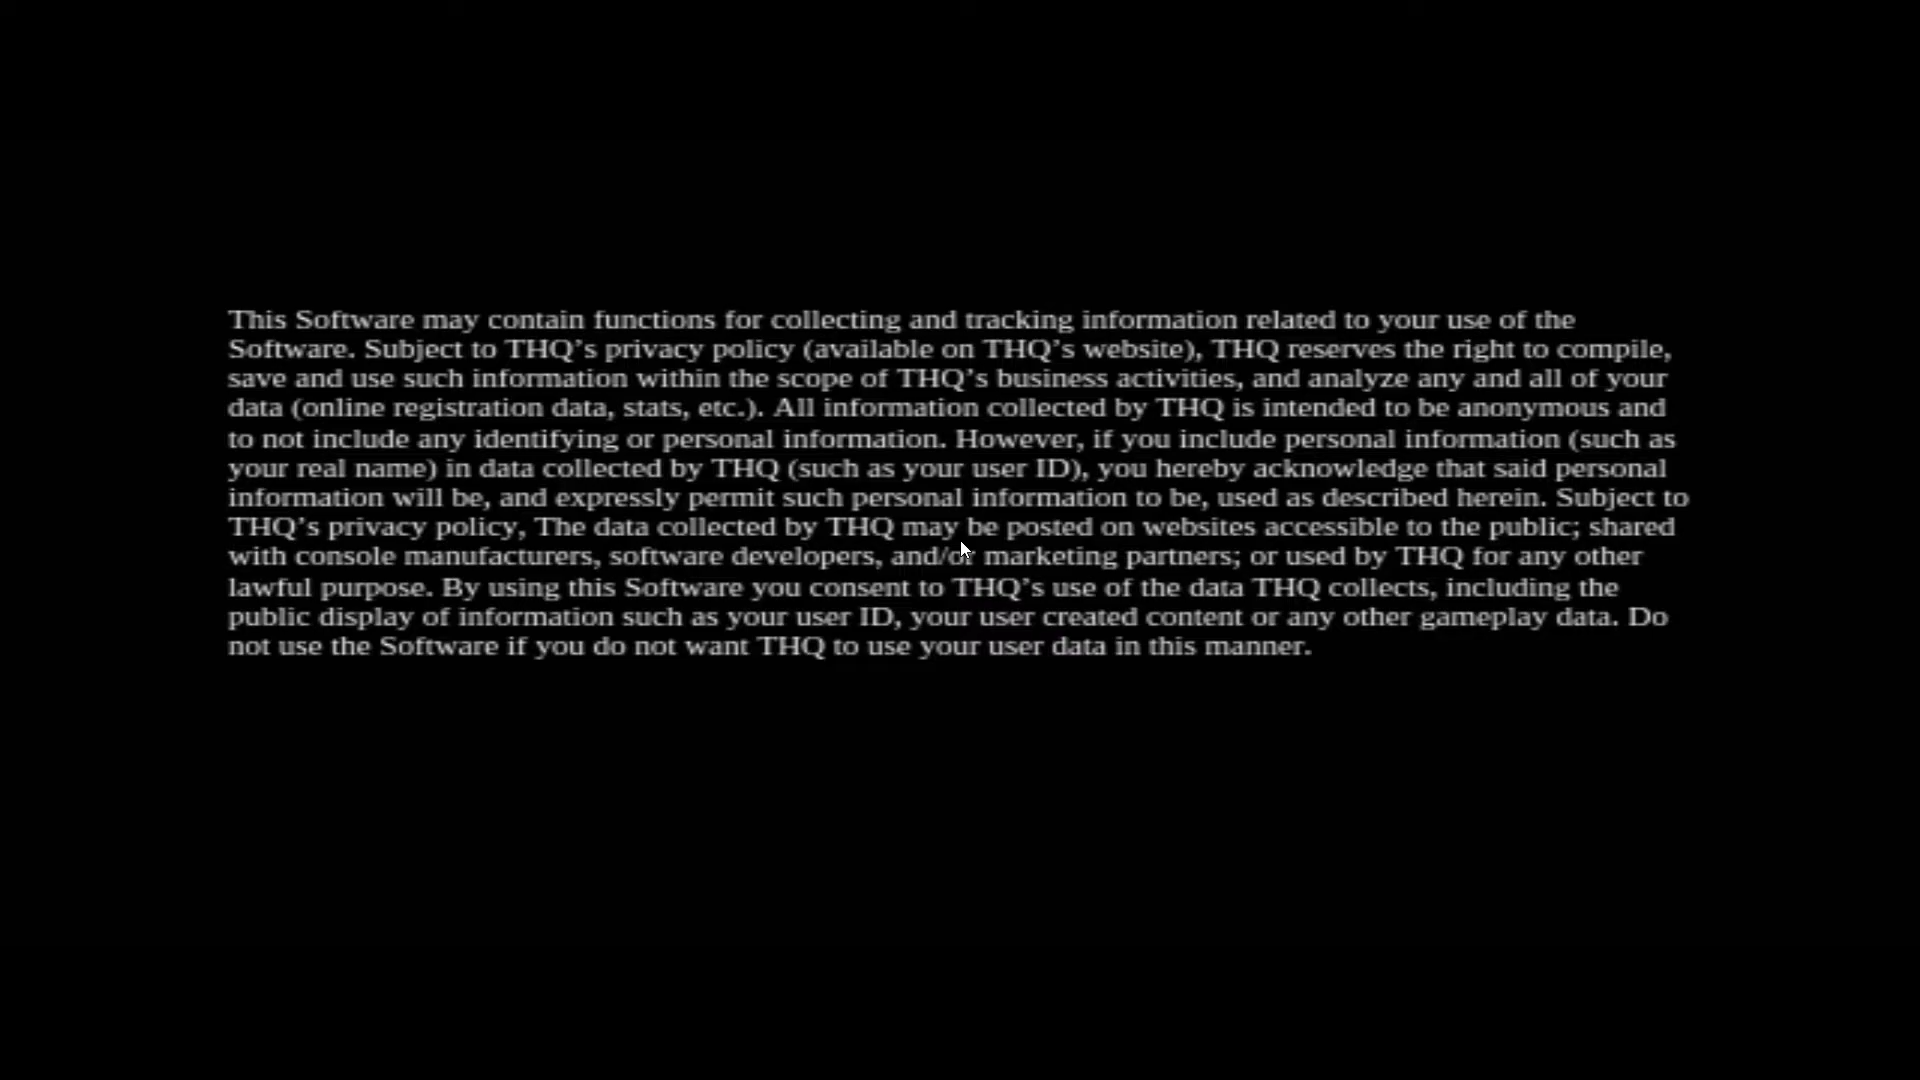 This Software may contain functions for collecting and tracking information related to your use of the
Software. Subject to THQ’s privacy policy (available on THQ’s website), THQ reserves the right to compile,
save and use such information within the scope of THQ’s business activities, and analyze any and all of your
data (online registration data, stats, etc.). All information collected by THQ is intended to be anonymous and
to not include any identifying or personal information. However, if you include personal information (such as
your real name) in data collected by THQ (such as your user ID), you hereby acknowledge that said personal
information will be, and expressly permit such personal information to be, used as described herein. Subject to
THQ’s privacy policy, The data collected by THQ may be posted on websites accessible to the public; shared
with console manufacturers, software developers, and/or marketing partners; or used by THQ for any other
lawful purpose. By using this Software you consent to THQ’s use of the data THQ collects, including the
public display of information such as your user ID, your user created content or any other gameplay data. Do
not use the Software if you do not want THQ to use your user data in this manner.